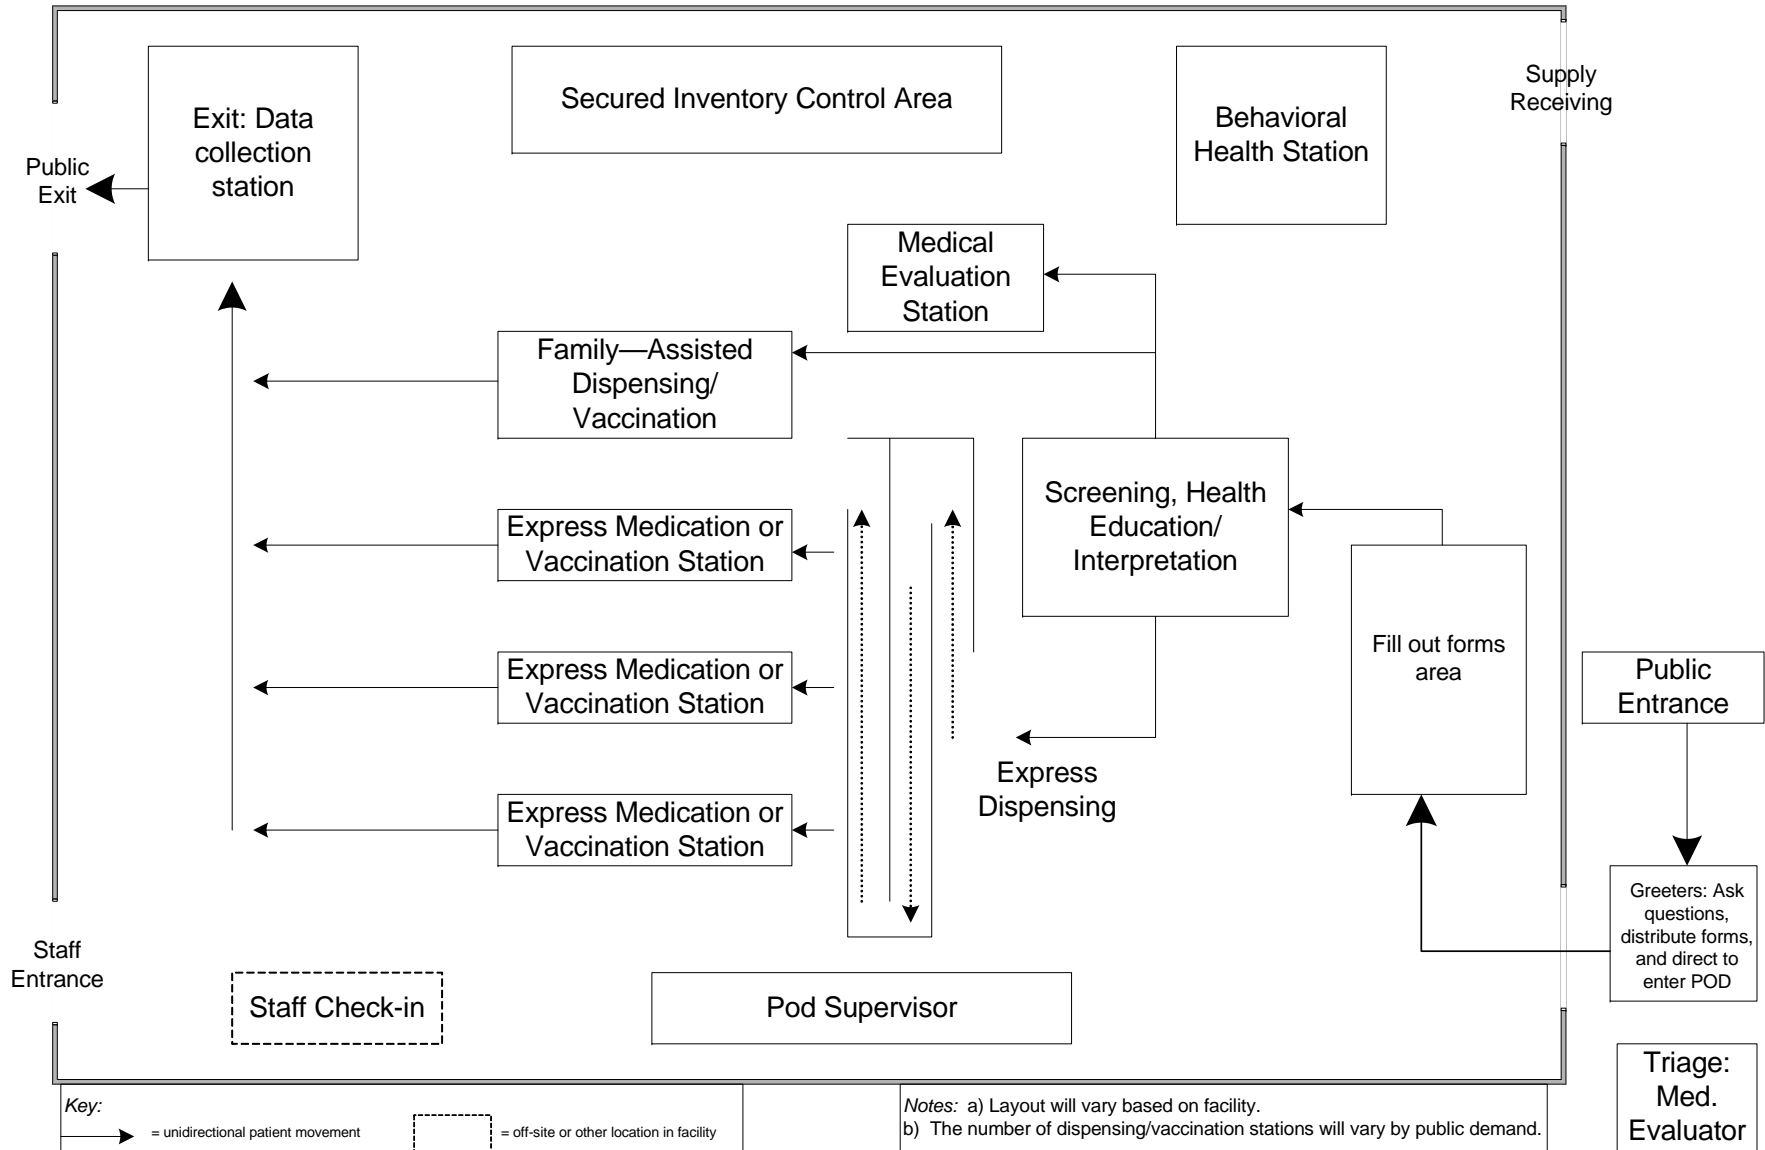 Supply
Receiving
Secured Inventory Control Area
Behavioral
Health Station
Exit: Data
collection
station
Public
Exit
Medical
Evaluation
Station
Family—Assisted
Dispensing/
Vaccination
Screening, Health
Education/
Interpretation
Express Medication or
Vaccination Station
Fill out forms
area
Express Medication or
Vaccination Station
Public
Entrance
Express
Dispensing
Express Medication or
Vaccination Station
Greeters: Ask
questions,
distribute forms,
and direct to
enter POD
Staff
Entrance
Staff Check-in
Pod Supervisor
Triage:
Med.
Evaluator
Key:
= unidirectional patient movement
= off-site or other location in facility
Notes: a) Layout will vary based on facility.
b) The number of dispensing/vaccination stations will vary by public demand.